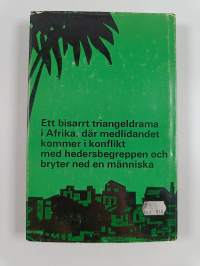 Ett bisarrt triangeldrama
i Afrika, där medlidandet
kommer i konflikt
med hedersbegreppen och
bryter ned en människa